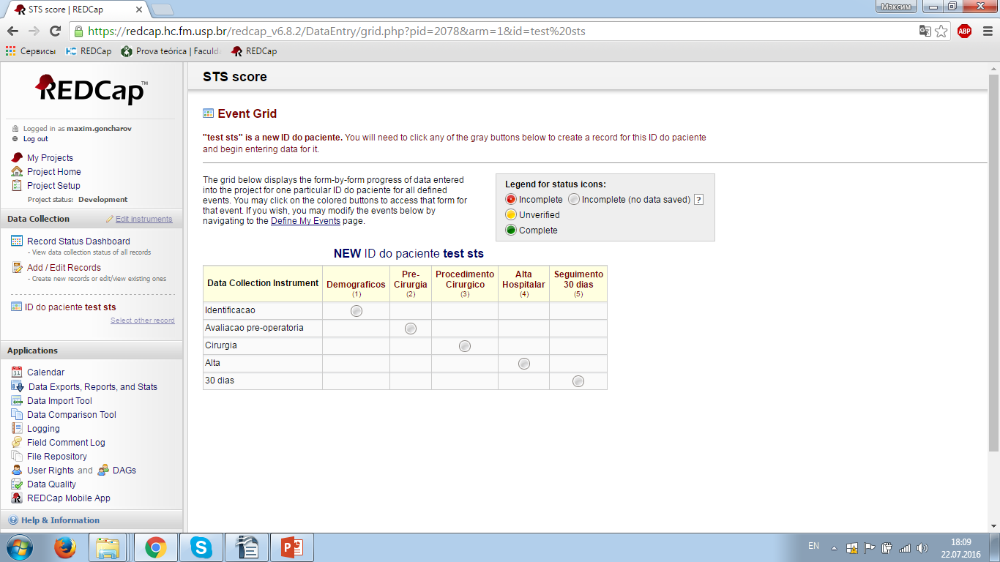 STS score | REDCap
Максим
https://redcap.hc.fm.usp.br/redcap_v6.8.2/DataEntry/grid.php?pid=2078&arm=1&id=test%20sts
ABP
Сервисы HC REDCap Prova teórica | Faculd REDCap
REDCap™
Logged in as maxim.goncharov
Log out
My Projects
Project Home
Project Setup
Project status: Development
Data Collection Edit instruments
Record Status Dashboard
- View data collection status of all records
Add / Edit Records
- Create new records or edit/view existing ones
ID do paciente test sts
Select other record
Applications
31 Calendar
Data Exports, Reports, and Stats
Data Import Tool
Data Comparison Tool
Logging
Field Comment Log
File Repository
User Rights and DAGs
Data Quality
REDCap Mobile App
Help & Information
STS score
Event Grid
"test sts" is a new ID do paciente. You will need to click any of the gray buttons below to create a record for this ID do paciente
and begin entering data for it.
The grid below displays the form-by-form progress of data entered
into the project for one particular ID do paciente for all defined
events. You may click on the colored buttons to access that form for
that event. If you wish, you may modify the events below by
navigating to the Define My Events page.
Legend for status icons:
Incomplete Incomplete (no data saved) ?
Unverified
Complete
NEW ID do paciente test sts
Data Collection Instrument Demograficos (1) Pre-Cirurgia (2) Procedimento Cirurgico (3) Alta Hospitalar (4) Seguimento 30 dias (5)
Identificacao
Avaliacao pre-operatoria
Cirurgia
Alta
30 dias
EN
18:09
22.07.2016